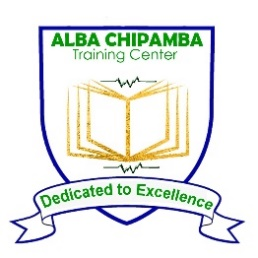 ALBA CHIPAMBA
Training Center
Dedicated to Excellence